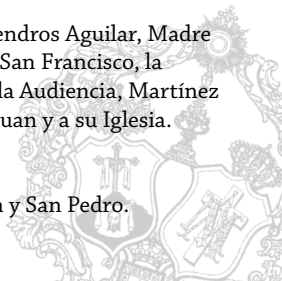 endros Aguilar, Madre
San Francisco, la
la Audiencia, Martínez
uan y a su Iglesia.
n y San Pedro.